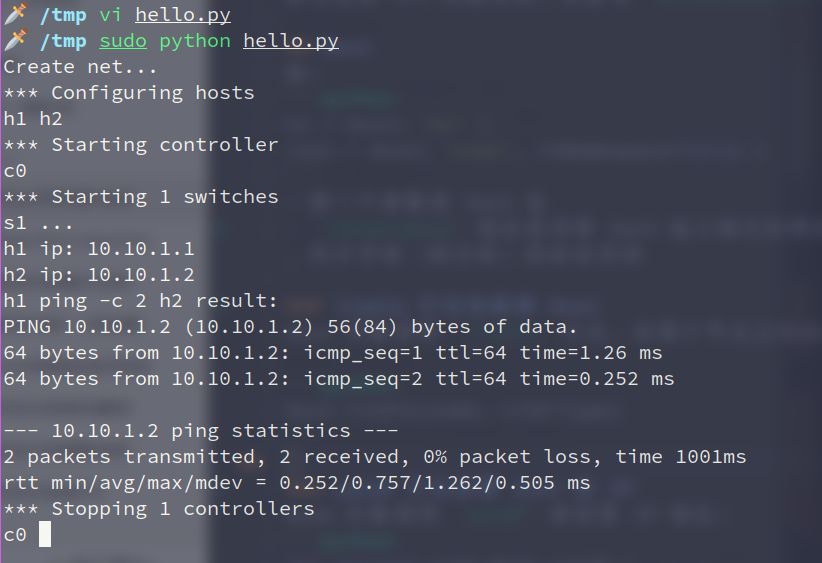 /tmp vi hello.py
/tmp sudo python hello.py
Create net...
*** Configuring hosts
h1 h2
*** Starting controller
c0
*** Starting 1 switches
s1 ...
h1 ip: 10.10.1.1
h2 ip: 10.10.1.2
h1 ping -c 2 h2 result:
PING 10.10.1.2 (10.10.1.2) 56(84) bytes of data.
64 bytes from 10.10.1.2: icmp_seq=1 ttl=64 time=1.26 ms
64 bytes from 10.10.1.2: icmp_seq=2 ttl=64 time=0.252 ms

--- 10.10.1.2 ping statistics ---
2 packets transmitted, 2 received, 0% packet loss, time 1001ms
rtt min/avg/max/mdev = 0.252/0.757/1.262/0.505 ms
*** Stopping 1 controllers
c0